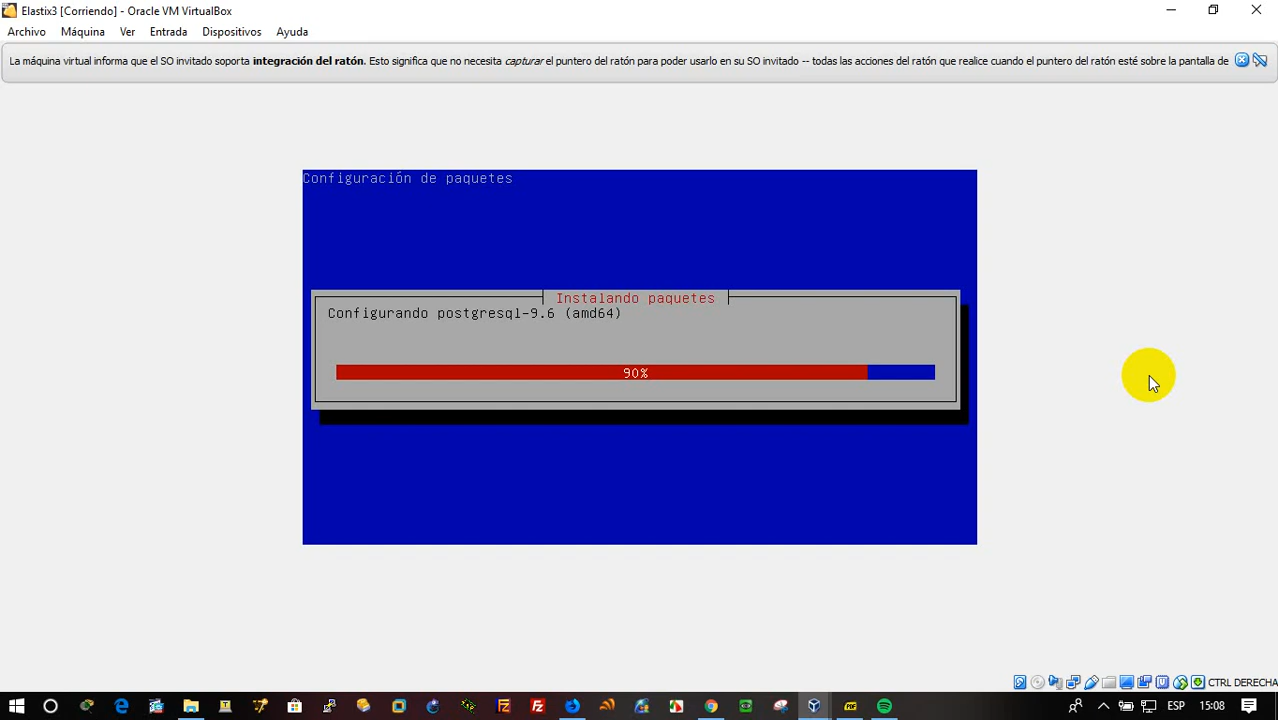 Elastix3 [Corriendo] - Oracle VM VirtualBox
Archivo Máquina Ver Entrada Dispositivos Ayuda
La máquina virtual informa que el SO invitado soporta integración del ratón. Esto significa que no necesita capturar el puntero del ratón para poder usarlo en su SO invitado -- todas las acciones del ratón que realice cuando el puntero del ratón esté sobre la pantalla de
Configuración de paquetes
Instalando paquetes
Configurando postgresql-9.6 (amd64)
90%
CTRL DERECHA
ESP 15:08